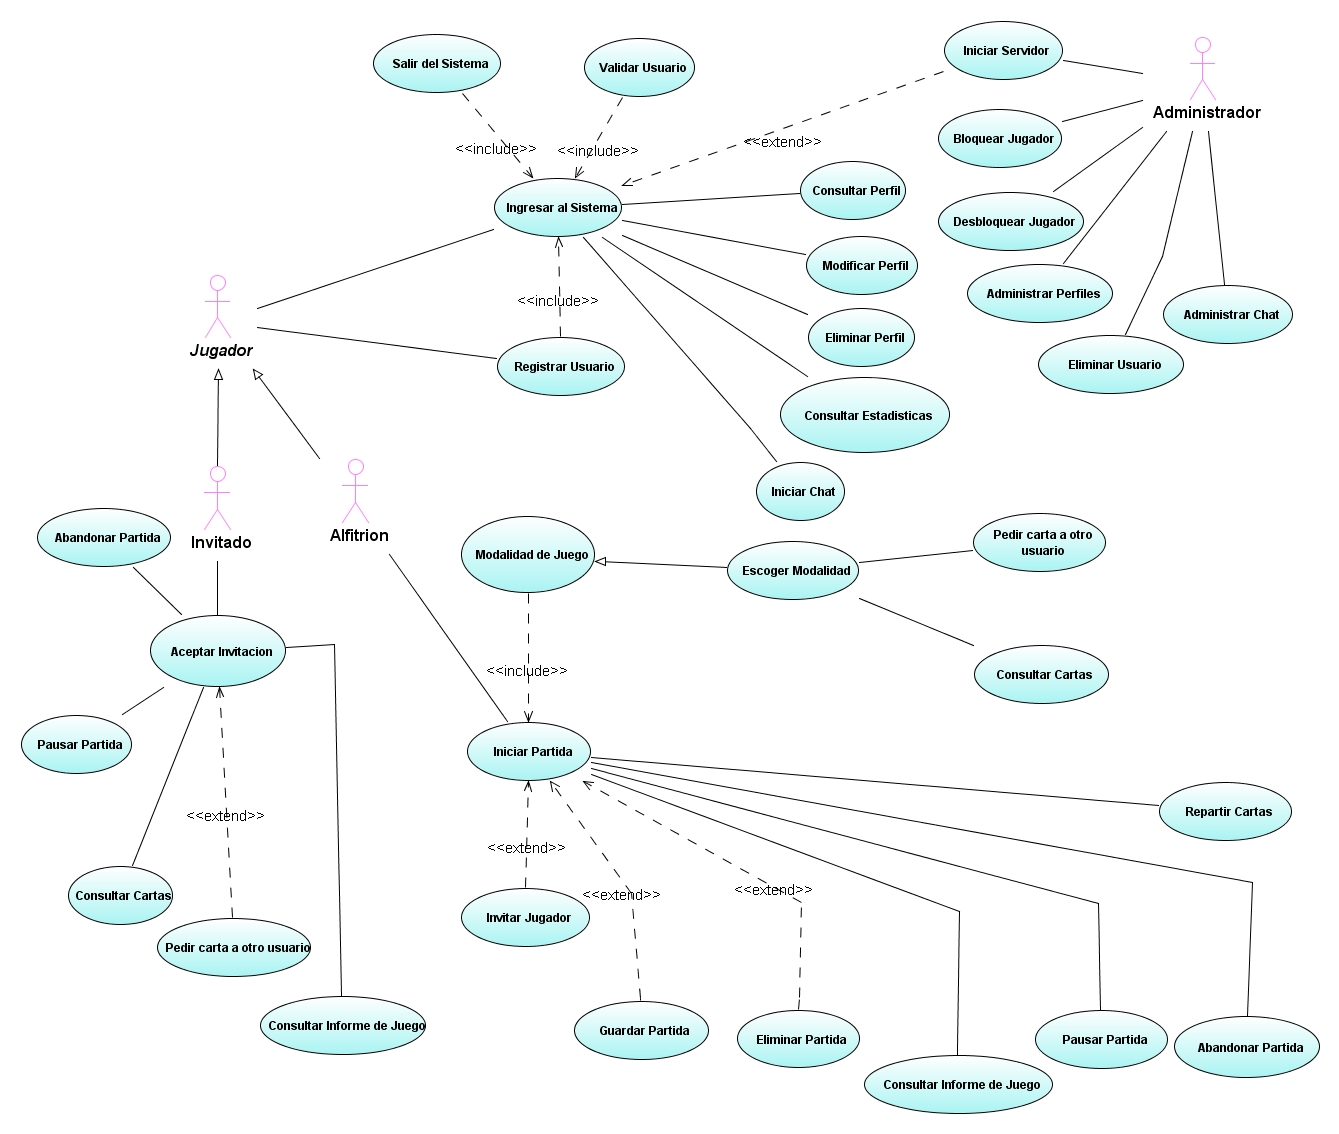 Iniciar Servidor
Salir del Sistema
Validar Usuario
Administrador
Bloquear Jugador
<<extend>>
<<include>>
<<include>>
Consultar Perfil
Ingresar al Sistema
Desbloquear Jugador
Modificar Perfil
Administrar Perfiles
<<include>>
Administrar Chat
Eliminar Perfil
Jugador
Registrar Usuario
Eliminar Usuario
Consultar Estadisticas
Iniciar Chat
Abandonar Partida
Invitado
Alfitrion
Pedir carta a otro
usuario
Modalidad de Juego
Escoger Modalidad
Aceptar Invitacion
<<include>>
Consultar Cartas
Pausar Partida
Iniciar Partida
<<extend>>
Repartir Cartas
<<extend>>
<<extend>>
<<extend>>
Consultar Cartas
Invitar Jugador
Pedir carta a otro usuario
Consultar Informe de Juego
Guardar Partida
Eliminar Partida
Pausar Partida
Abandonar Partida
Consultar Informe de Juego